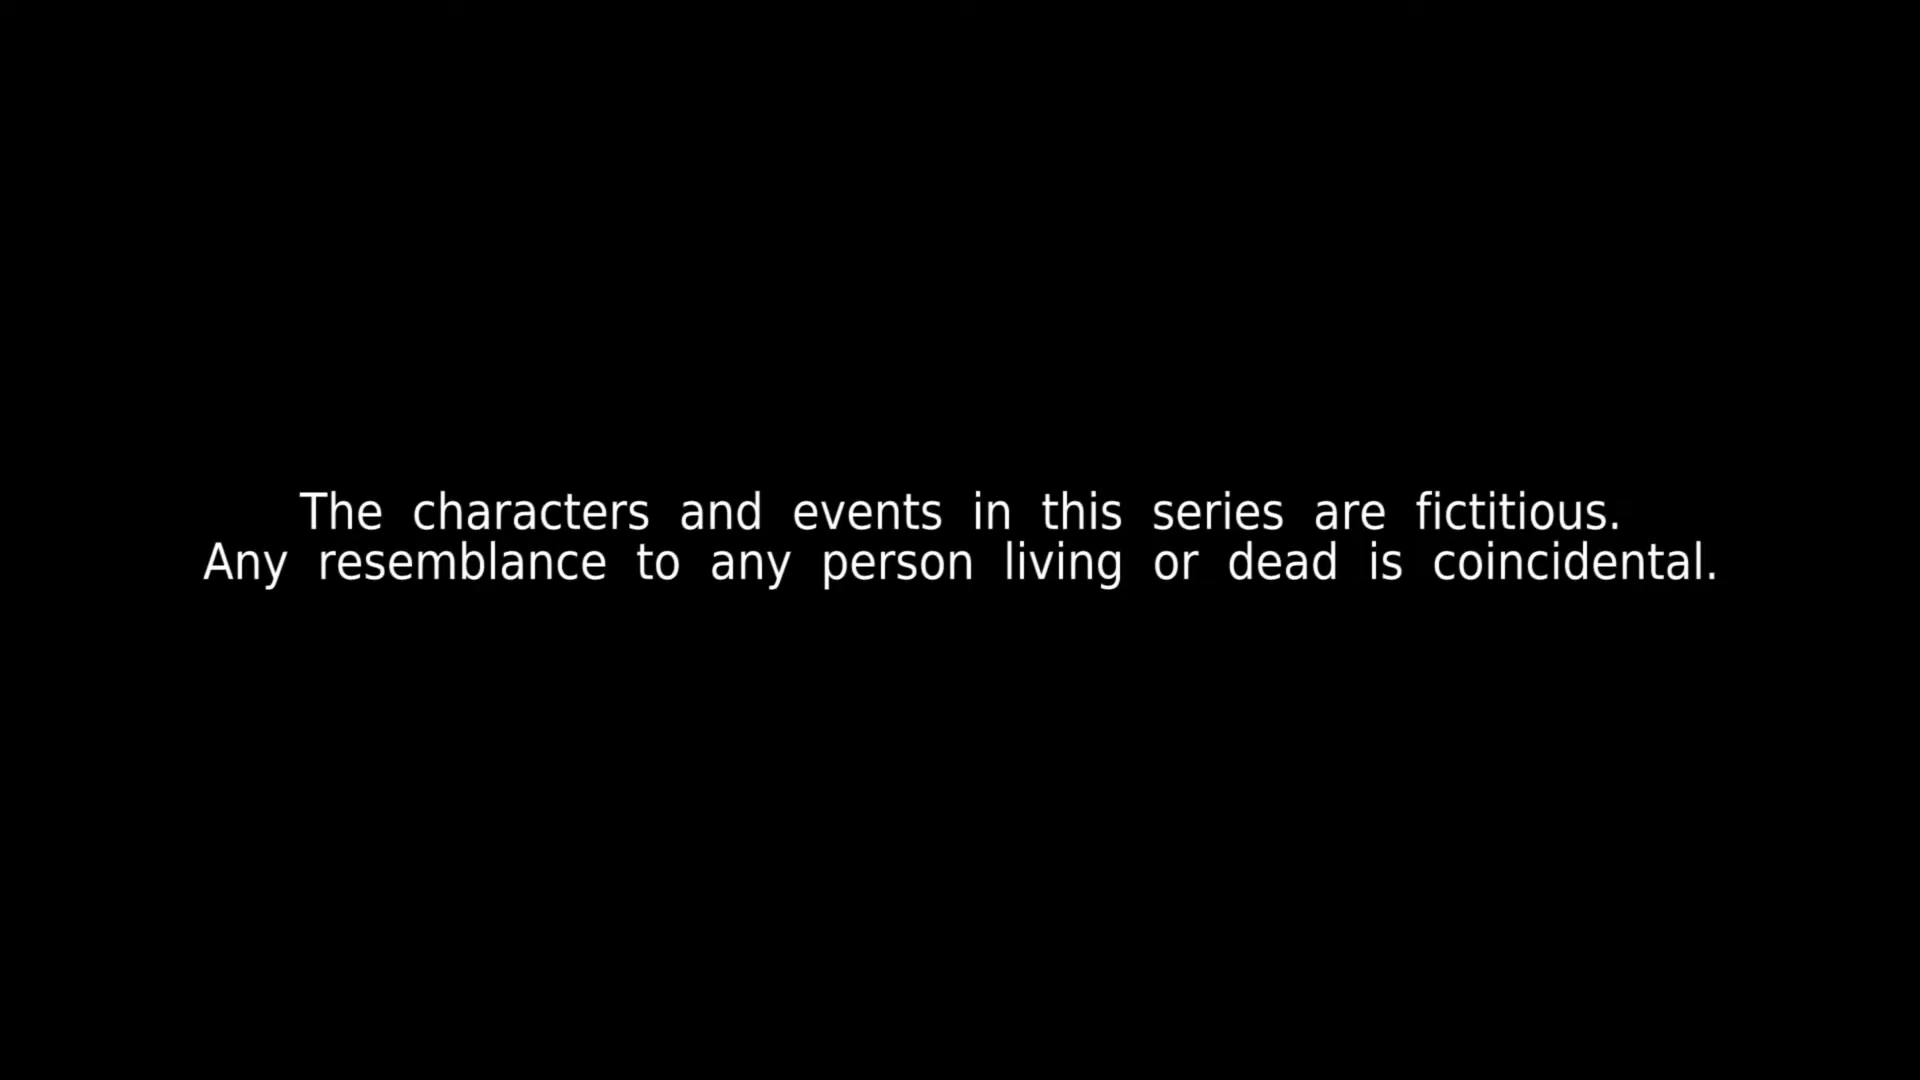 The characters and events in this series are fictitious.
Any resemblance to any person living or dead is coincidental.